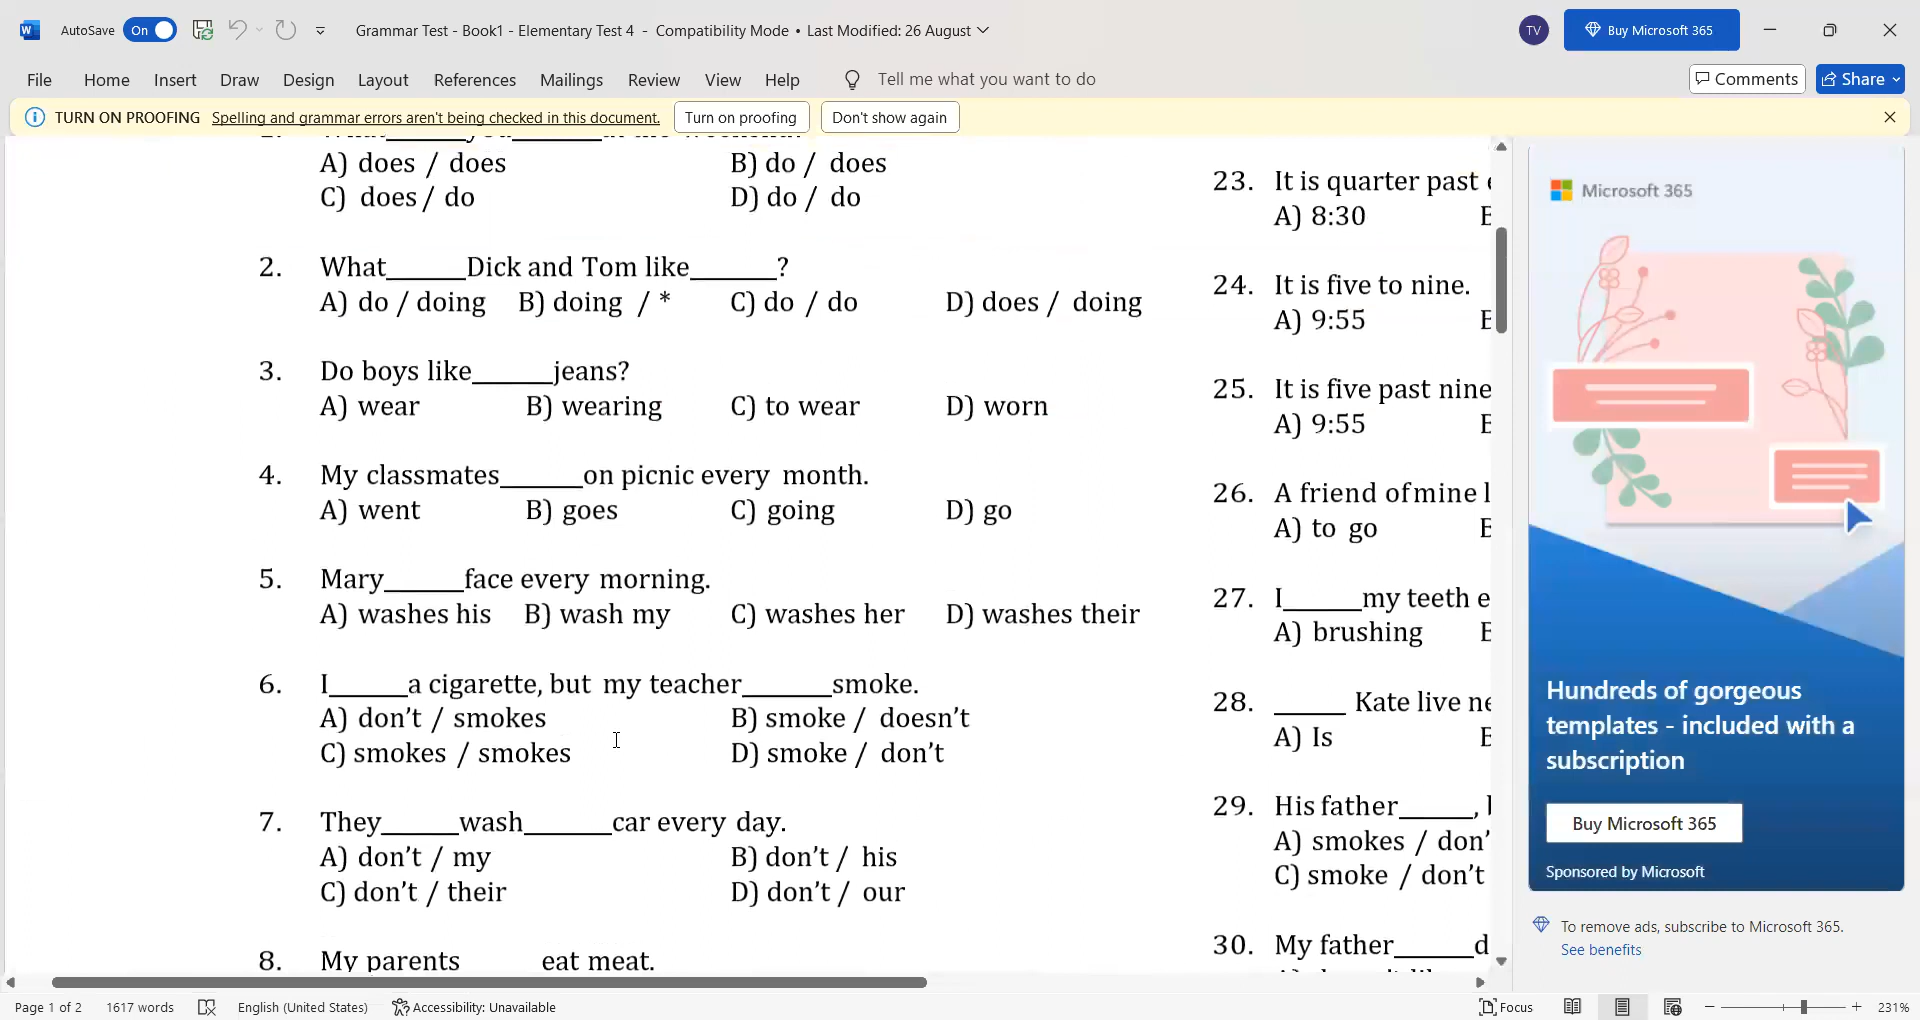 AutoSave On Grammar Test - Book1 - Elementary Test 4 - Compatibility Mode • Last Modified: 26 August TV Buy Microsoft 365
File Home Insert Draw Design Layout References Mailings Review View Help Tell me what you want to do Comments Share
TURN ON PROOFING Spelling and grammar errors aren't being checked in this document. Turn on proofing Don't show again
A) does / does B) do / does
C) does / do D) do / do
2. What______Dick and Tom like______?
A) do / doing B) doing / * C) do / do D) does / doing
3. Do boys like______jeans?
A) wear B) wearing C) to wear D) worn
4. My classmates______on picnic every month.
A) went B) goes C) going D) go
5. Mary______face every morning.
A) washes his B) wash my C) washes her D) washes their
6. I______a cigarette, but my teacher______smoke.
A) don't / smokes B) smoke / doesn't
C) smokes / smokes D) smoke / don't
7. They______wash______car every day.
A) don't / my B) don't / his
C) don't / their D) don't / our
8. My parents eat meat.
23. It is quarter past
A) 8:30
24. It is five to nine.
A) 9:55
25. It is five past nine
A) 9:55
26. A friend of mine
A) to go
27. I______my teeth
A) brushing
28. ______ Kate live
A) Is
29. His father______,
A) smokes / don'
C) smoke / don't
30. My father______
Microsoft 365
Hundreds of gorgeous
templates - included with a
subscription
Buy Microsoft 365
Sponsored by Microsoft
To remove ads, subscribe to Microsoft 365.
See benefits
Page 1 of 2 1617 words English (United States) Accessibility: Unavailable Focus 231%